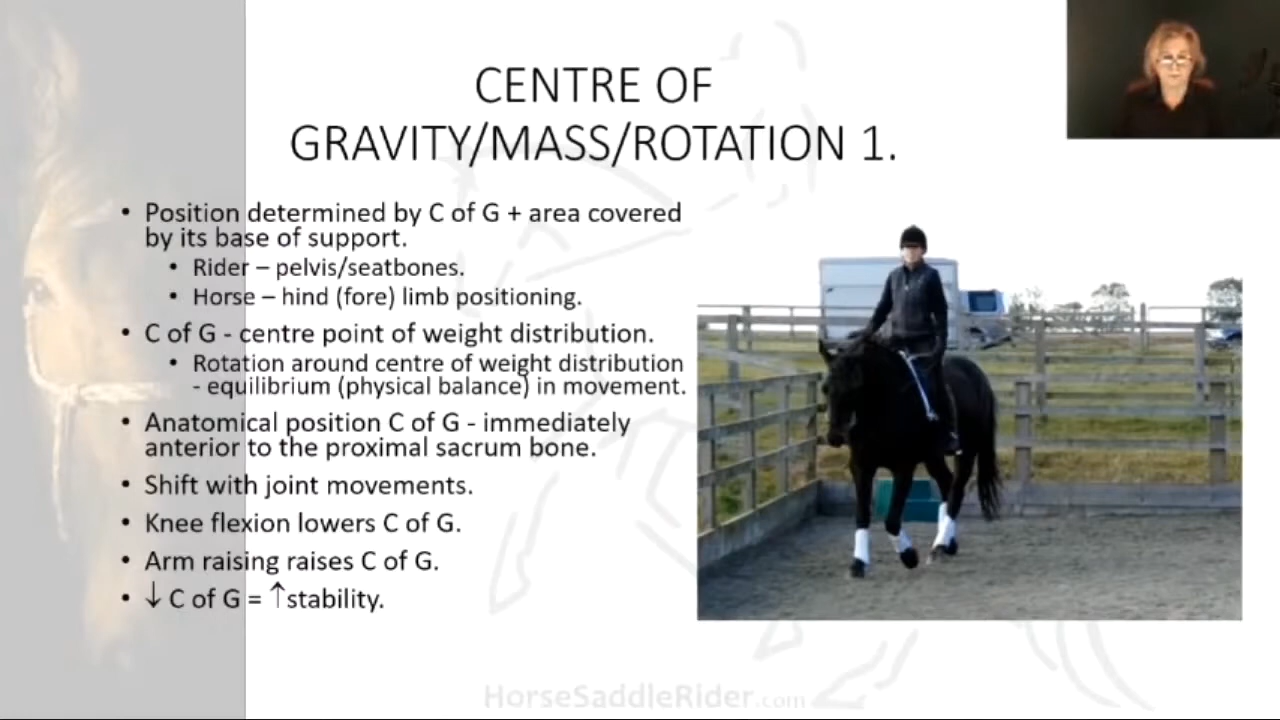 CENTRE OF
GRAVITY/MASS/ROTATION 1.
• Position determined by C of G + area covered
by its base of support.
• Rider – pelvis/seatbones.
• Horse – hind (fore) limb positioning.
• C of G - centre point of weight distribution.
• Rotation around centre of weight distribution
- equilibrium (physical balance) in movement.
• Anatomical position C of G - immediately
anterior to the proximal sacrum bone.
• Shift with joint movements.
• Knee flexion lowers C of G.
• Arm raising raises C of G.
• ↓ C of G = ↑stability.
HorseSaddleRider.com